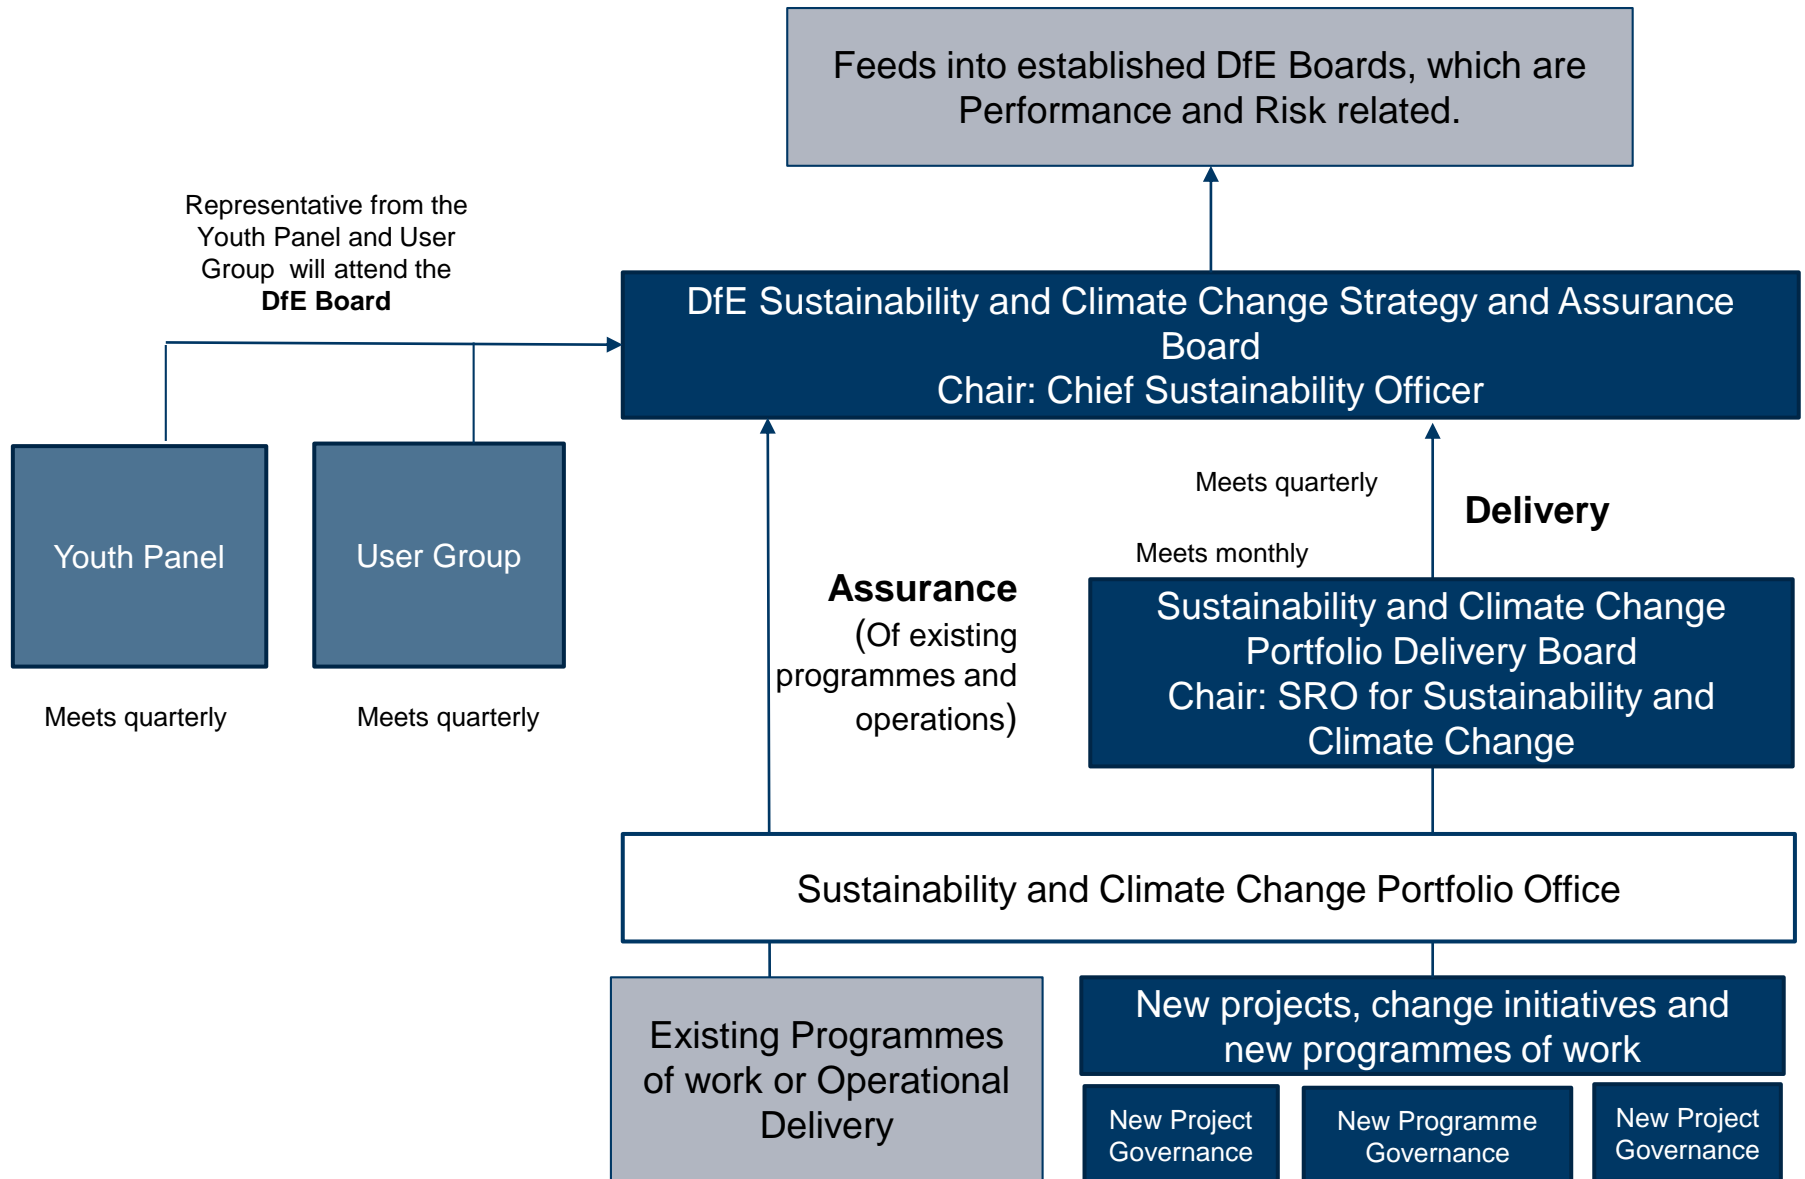 Feeds into established DfE Boards, which are
Performance and Risk related.
Representative from the
Youth Panel and User
Group will attend the
DfE Board
DfE Sustainability and Climate Change Strategy and Assurance
Board
Chair: Chief Sustainability Officer
Youth Panel
Meets quarterly
User Group
Meets quarterly
Assurance
(Of existing
programmes and
operations)
Meets quarterly
Delivery
Meets monthly
Sustainability and Climate Change
Portfolio Delivery Board
Chair: SRO for Sustainability and
Climate Change
Sustainability and Climate Change Portfolio Office
Existing Programmes
of work or Operational
Delivery
New projects, change initiatives and
new programmes of work
New Project
Governance
New Programme
Governance
New Project
Governance